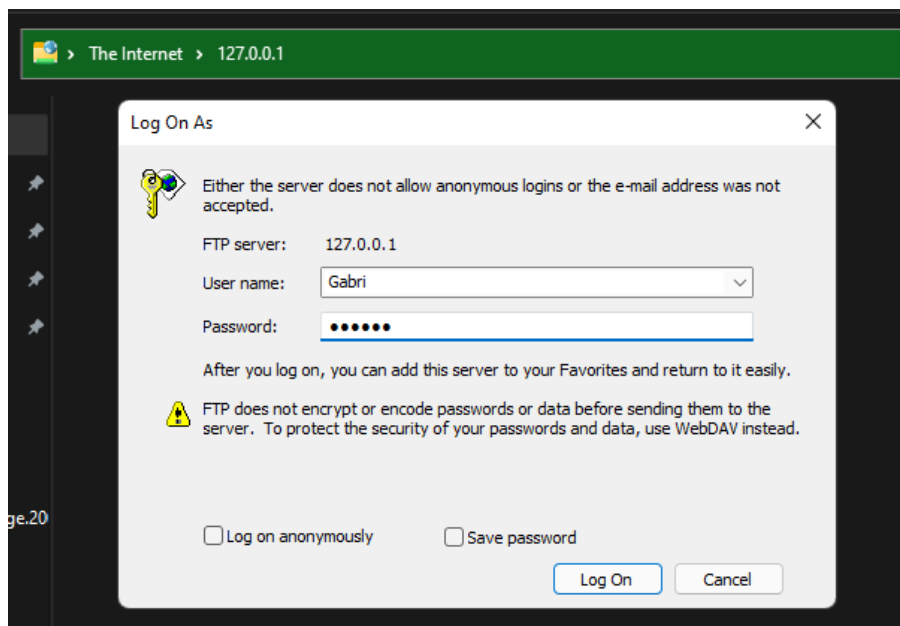 The Internet > 127.0.0.1
Log On As
Either the server does not allow anonymous logins or the e-mail address was not
accepted.
FTP server: 127.0.0.1
User name: Gabri
Password: ••••••
After you log on, you can add this server to your Favorites and return to it easily.
FTP does not encrypt or encode passwords or data before sending them to the
server. To protect the security of your passwords and data, use WebDAV instead.
ge.20
Log on anonymously Save password
Log On Cancel